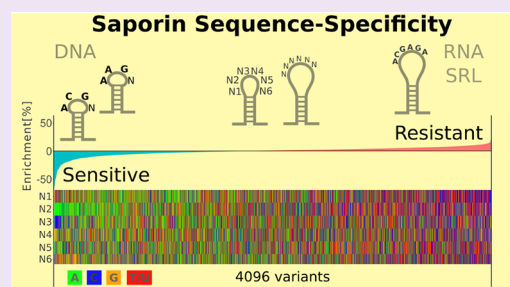 Saporin Sequence-Specificity
DNA
RNA
SRL
A G
N
C G
A N
N3 N4
N2 N5
N1 N6
N N N N N N
A C G A G A
Enrichment[%]
50
0
-50
Resistant
Sensitive
N1
N2
N3
N4
N5
N6
A G T/U
4096 variants